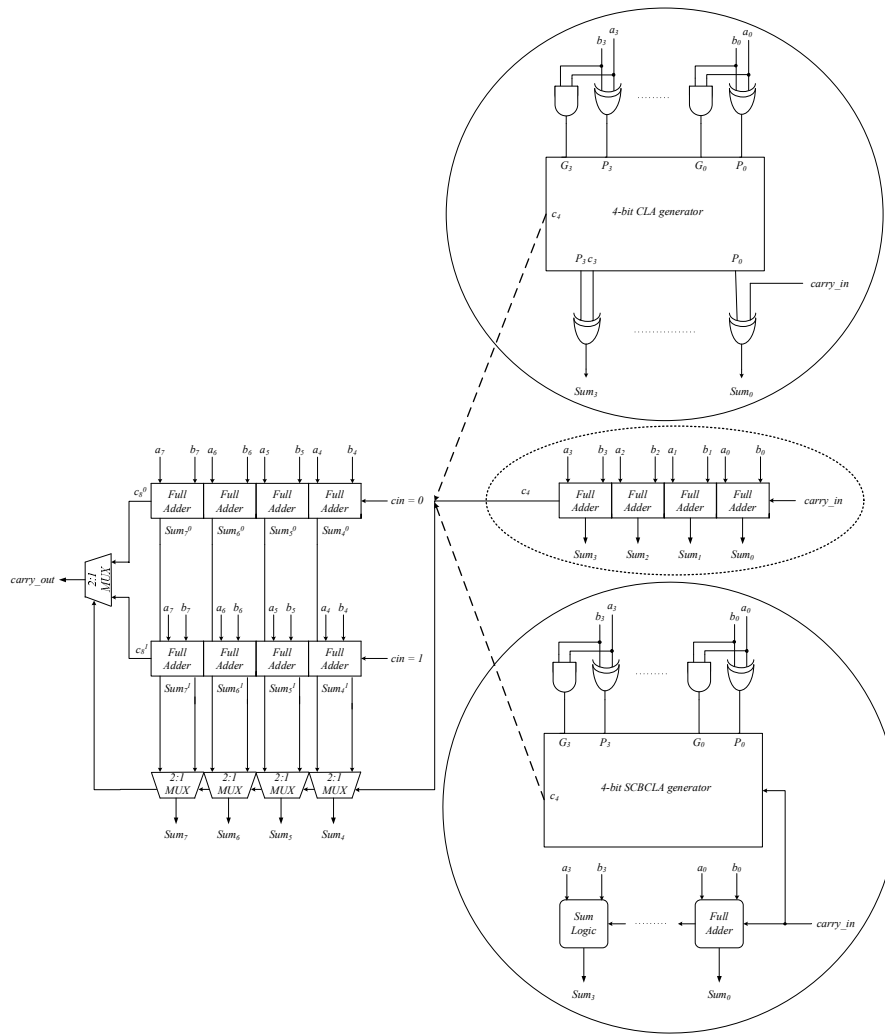 a3
b3
a0
b0
.........
G3 P3 G0 P0
c4 4-bit CLA generator
P3 c3 P0
carry_in
..................
Sum3 Sum0
a7 b7 a6 b6 a5 b5 a4 b4
c8^0
Full Adder Full Adder Full Adder Full Adder
cin = 0
Sum7^0 Sum6^0 Sum5^0 Sum4^0
a3 b3 a2 b2 a1 b1 a0 b0
c4
Full Adder Full Adder Full Adder Full Adder
carry_in
Sum3 Sum2 Sum1 Sum0
carry_out
2:1 MUX
a7 b7 a6 b6 a5 b5 a4 b4
c8^1
Full Adder Full Adder Full Adder Full Adder
cin = 1
Sum7^1 Sum6^1 Sum5^1 Sum4^1
2:1 MUX 2:1 MUX 2:1 MUX 2:1 MUX
Sum7 Sum6 Sum5 Sum4
a3
b3
a0
b0
.........
G3 P3 G0 P0
c4 4-bit SCBCLA generator
a3 b3 a0 b0
Sum Logic
.........
Full Adder
carry_in
Sum3 Sum0